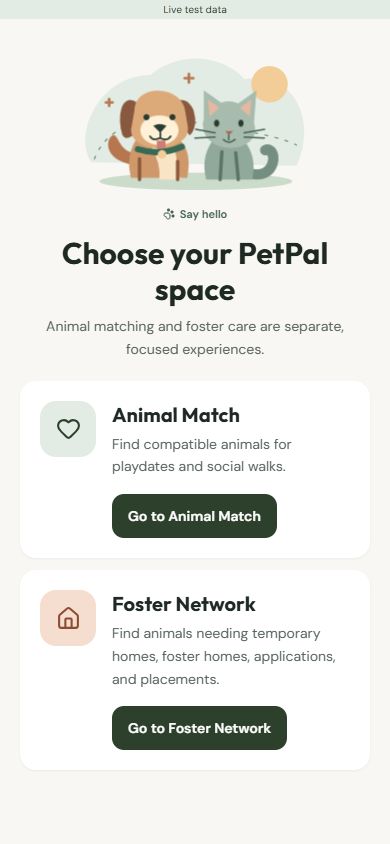 Live test data
Say hello
Choose your PetPal
space
Animal matching and foster care are separate,
focused experiences.
Animal Match
Find compatible animals for
playdates and social walks.
Go to Animal Match
Foster Network
Find animals needing temporary
homes, foster homes, applications,
and placements.
Go to Foster Network